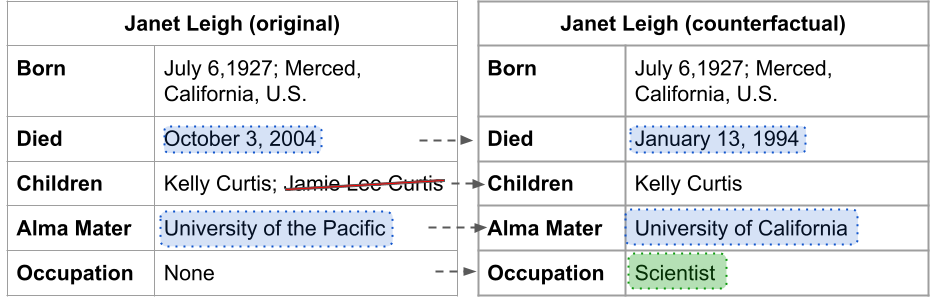 Janet Leigh (original)
Born July 6,1927; Merced,
California, U.S.
Died October 3, 2004
Children Kelly Curtis; Jamie Lee Curtis
Alma Mater University of the Pacific
Occupation None
Janet Leigh (counterfactual)
Born July 6,1927; Merced,
California, U.S.
Died January 13, 1994
Children Kelly Curtis
Alma Mater University of California
Occupation Scientist